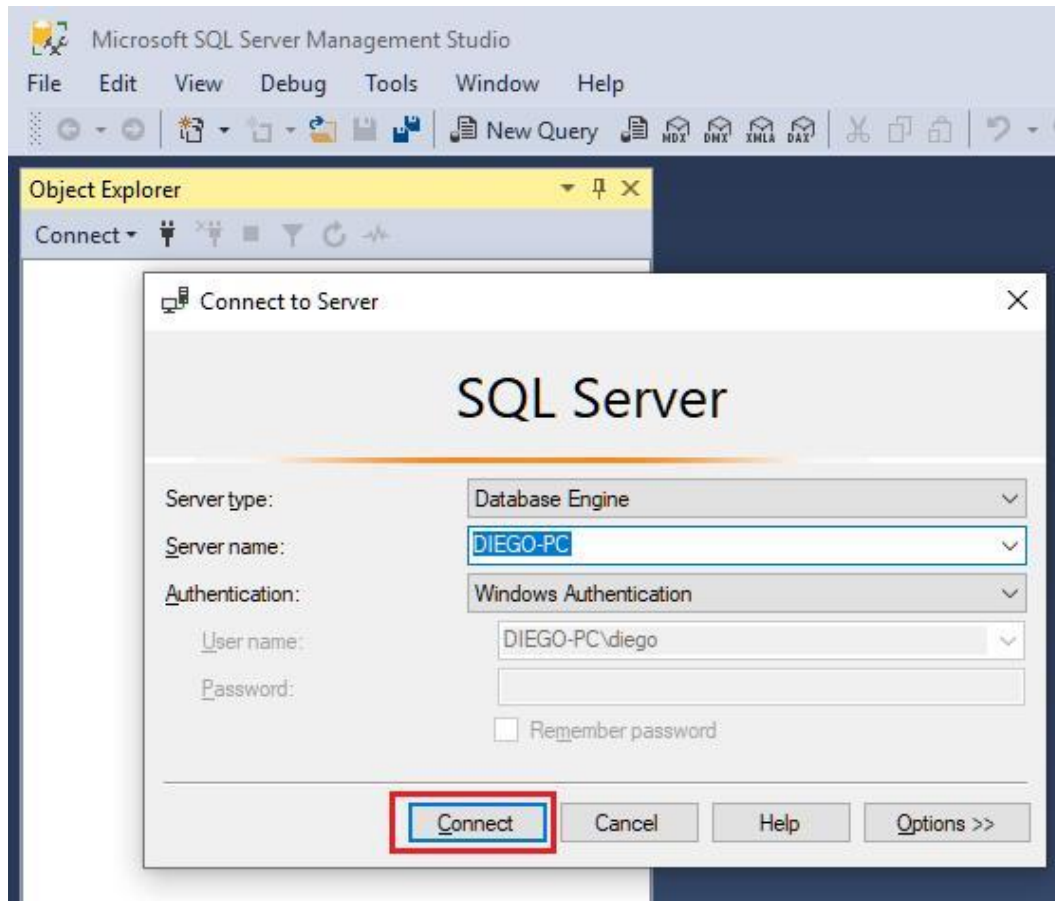 Microsoft SQL Server Management Studio
File Edit View Debug Tools Window Help
New Query MDX DMX XMLA DAX
Object Explorer
Connect
Connect to Server
SQL Server
Server type: Database Engine
Server name: DIEGO-PC
Authentication: Windows Authentication
User name: DIEGO-PC\diego
Password:
Remember password
Connect Cancel Help Options >>